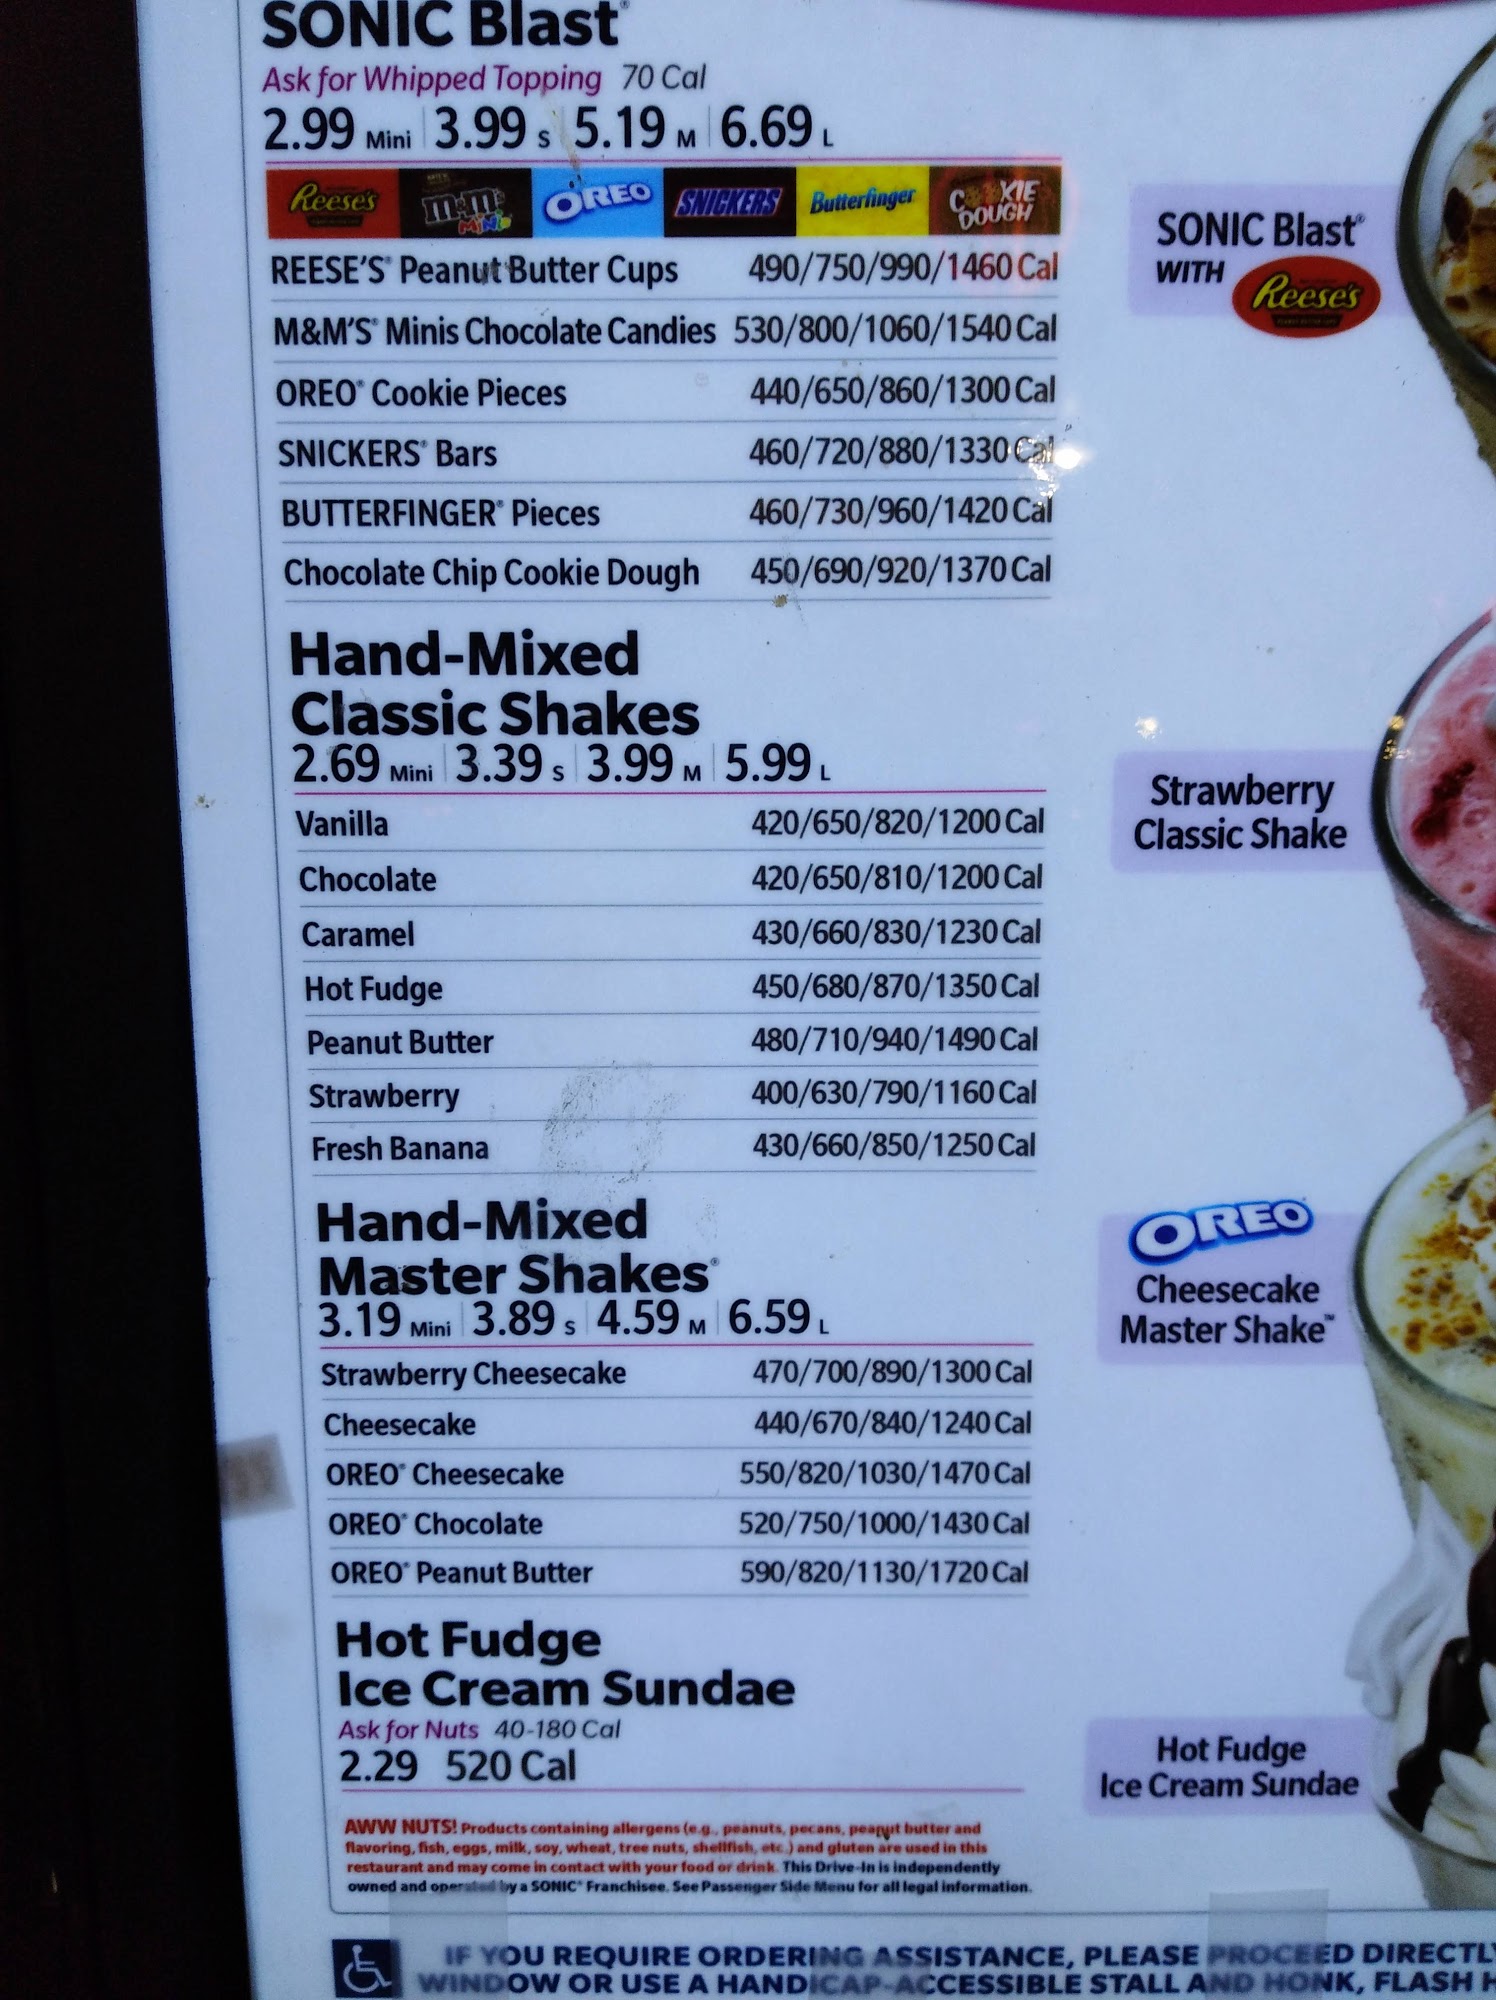 SONIC Blast®
Ask for Whipped Topping 70 Cal
2.99 Mini | 3.99 S | 5.19 M | 6.69 L
Reese's M&M'S MINIS OREO SNICKERS Butterfinger COOKIE DOUGH
REESE'S® Peanut Butter Cups 490/750/990/1460 Cal
M&M'S® Minis Chocolate Candies 530/800/1060/1540 Cal
OREO® Cookie Pieces 440/650/860/1300 Cal
SNICKERS® Bars 460/720/880/1330 Cal
BUTTERFINGER® Pieces 460/730/960/1420 Cal
Chocolate Chip Cookie Dough 450/690/920/1370 Cal
Hand-Mixed
Classic Shakes
2.69 Mini | 3.39 S | 3.99 M | 5.99 L
Vanilla 420/650/820/1200 Cal
Chocolate 420/650/810/1200 Cal
Caramel 430/660/830/1230 Cal
Hot Fudge 450/680/870/1350 Cal
Peanut Butter 480/710/940/1490 Cal
Strawberry 400/630/790/1160 Cal
Fresh Banana 430/660/850/1250 Cal
Hand-Mixed
Master Shakes®
3.19 Mini | 3.89 S | 4.59 M | 6.59 L
Strawberry Cheesecake 470/700/890/1300 Cal
Cheesecake 440/670/840/1240 Cal
OREO® Cheesecake 550/820/1030/1470 Cal
OREO® Chocolate 520/750/1000/1430 Cal
OREO® Peanut Butter 590/820/1130/1720 Cal
Hot Fudge
Ice Cream Sundae
Ask for Nuts 40-180 Cal
2.29 520 Cal
AWW NUTS! Products containing allergens (e.g., peanuts, pecans, peanut butter and
flavoring, fish, eggs, milk, soy, wheat, tree nuts, shellfish, etc.) and gluten are used in this
restaurant and may come in contact with your food or drink. This Drive-In is independently
owned and operated by a SONIC® Franchisee. See Passenger Side Menu for all legal information.
SONIC Blast®
WITH Reese's
Strawberry
Classic Shake
OREO
Cheesecake
Master Shake™
Hot Fudge
Ice Cream Sundae
IF YOU REQUIRE ORDERING ASSISTANCE, PLEASE PROCEED DIRECTL
WINDOW OR USE A HANDICAP-ACCESSIBLE STALL AND HONK, FLASH H